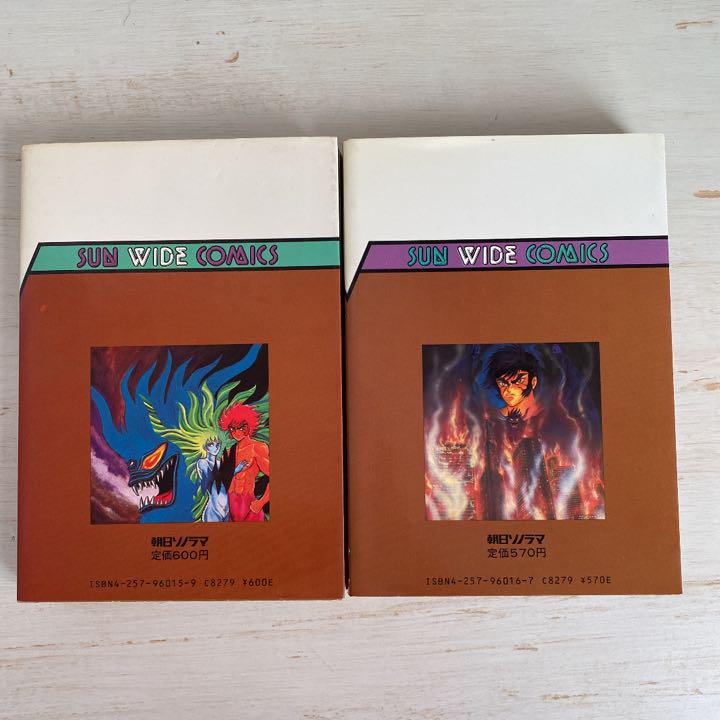 SUN WIDE COMICS
朝日ソノラマ
定価600円
ISBN4-257-96015-9 C8279 ¥600E
SUN WIDE COMICS
朝日ソノラマ
定価570円
ISBN4-257-96016-7 C8279 ¥570E